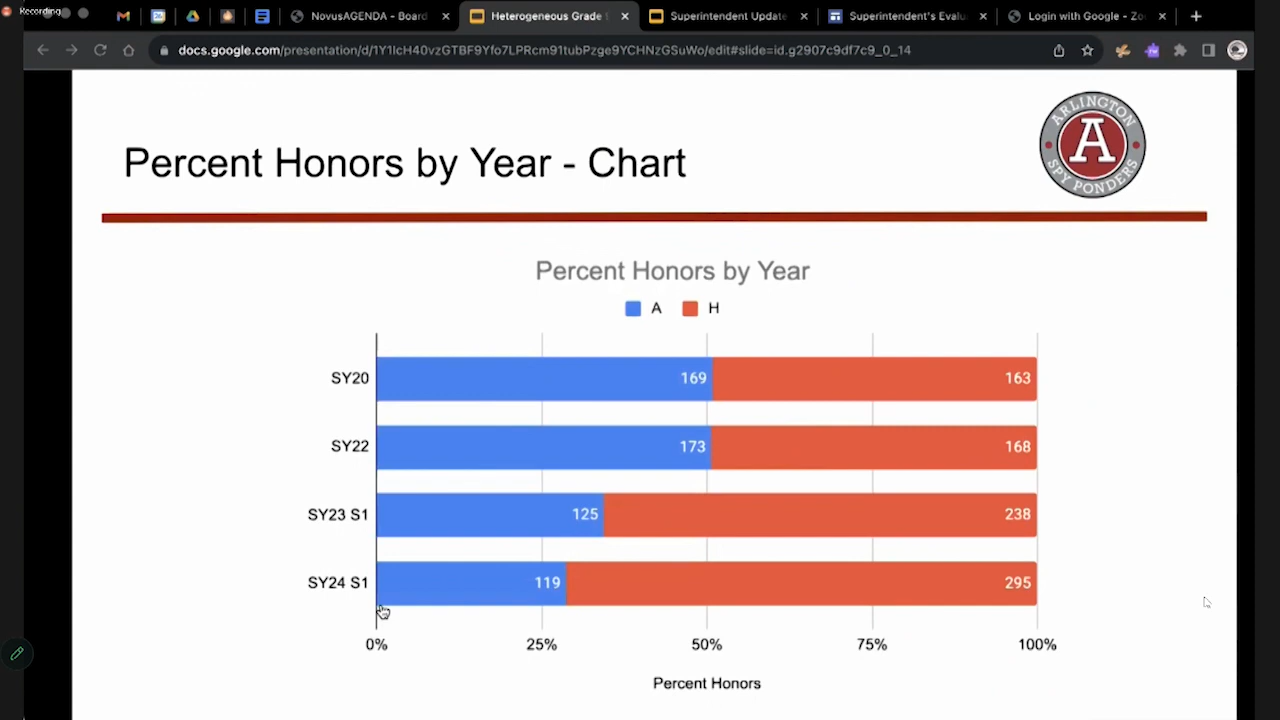 Recording
NovusAGENDA - Board
Heterogeneous Grade
Superintendent Update
Superintendent's Evalu
Login with Google - Zo
docs.google.com/presentation/d/1Y1lcH40vzGTBF9Yfo7LPRcm91tubPzge9YCHNzGSuWo/edit#slide=id.g2907c9df7c9_0_14
ARLINGTON
A
SPY PONDERS
Percent Honors by Year - Chart
Percent Honors by Year
A H
SY20 169 163
SY22 173 168
SY23 S1 125 238
SY24 S1 119 295
0% 25% 50% 75% 100%
Percent Honors